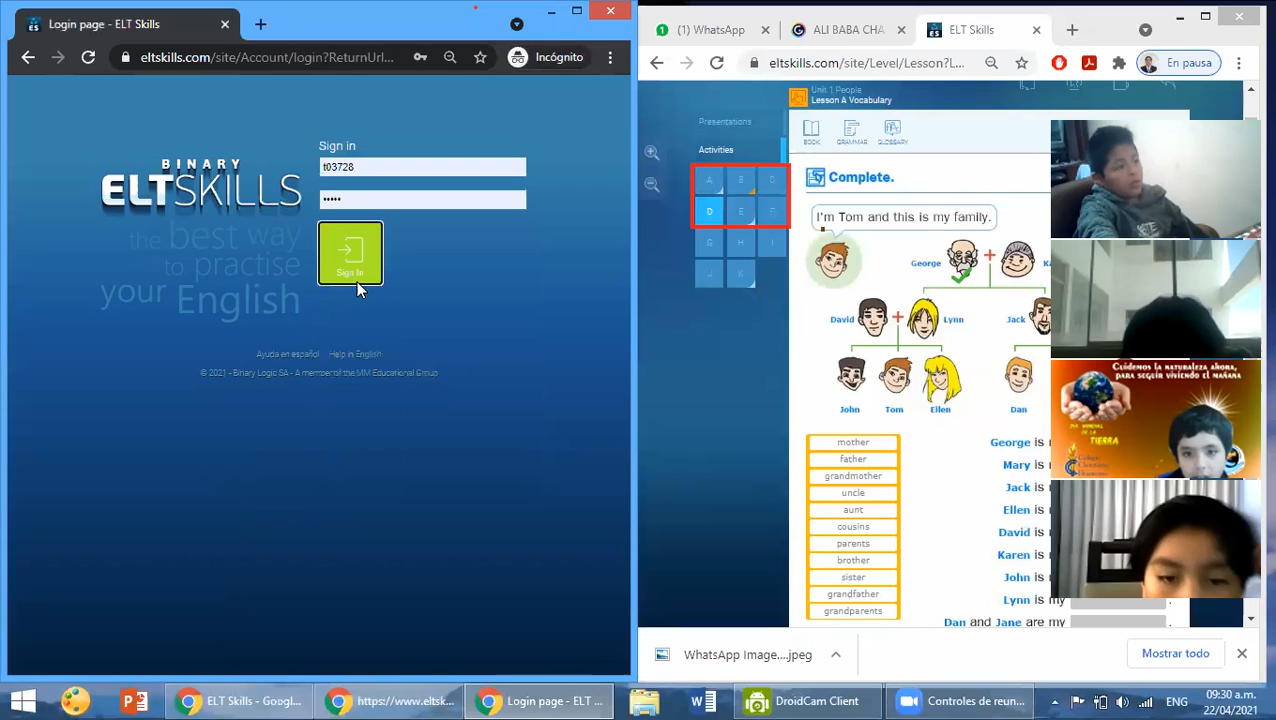 Login page - ELT Skills
eltskills.com/site/Account/login?ReturnUrl...
Incógnito
Sign in
t03728
•••••
Sign In
BINARY
ELTSKILLS
the best way
to practise
your English
Ayuda en español
Help in English
© 2021 - Binary Logic SA - A member of the MM Educational Group
(1) WhatsApp
ALI BABA CHA
ELT Skills
eltskills.com/site/Level/Lesson?L...
En pausa
Unit 1 People
Lesson A Vocabulary
Presentations
Activities
A
B
D
E
F
G
H
I
J
K
BOOK
GRAMMAR
GLOSSARY
Complete.
I'm Tom and this is my family.
George
David
Lynn
Jack
John
Tom
Ellen
Dan
mother
father
grandmother
uncle
aunt
cousins
parents
brother
sister
grandfather
grandparents
George is
Mary is
Jack is
Ellen is
David is
Karen is
John is
Lynn is my
Dan and Jane are my .
CUIDEMOS LA NATURALEZA AHORA,
PARA SEGUIR VIVIENDO EL MAÑANA
DIA MUNDIAL
DE LA
TIERRA
WhatsApp Image....jpeg
Mostrar todo
ELT Skills - Googl...
https://www.eltsk...
Login page - ELT ...
DroidCam Client
Controles de reun...
ENG
09:30 a.m.
22/04/2021